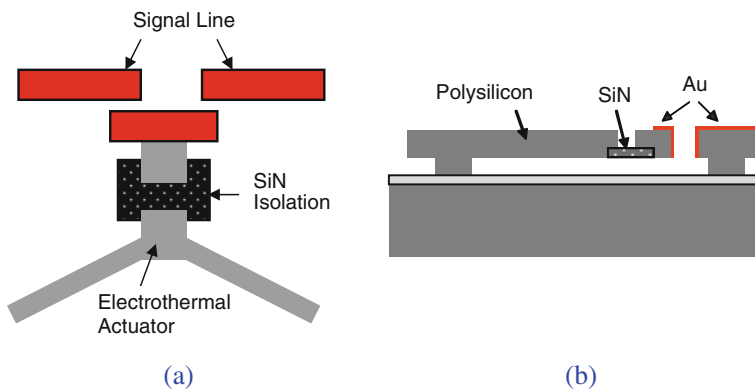 Signal Line
SiN
Isolation
Electrothermal
Actuator
(a)
Polysilicon
SiN
Au
(b)